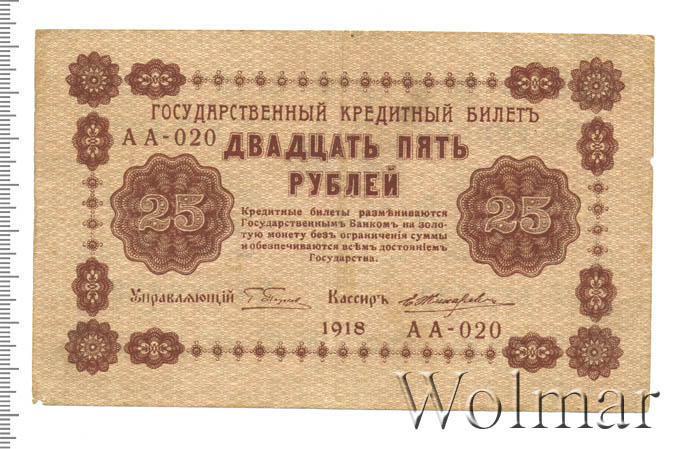 ГОСУДАРСТВЕННЫЙ КРЕДИТНЫЙ БИЛЕТЪ
АА-020
ДВАДЦАТЬ ПЯТЬ
РУБЛЕЙ
25
25
Кредитные билеты размѣниваются
Государственнымъ Банкомъ на золо-
тую монету безъ ограниченія суммы
и обезпечиваются всѣмъ достояніемъ
Государства.
Управляющій
Кассиръ
1918
АА-020
Wolmar